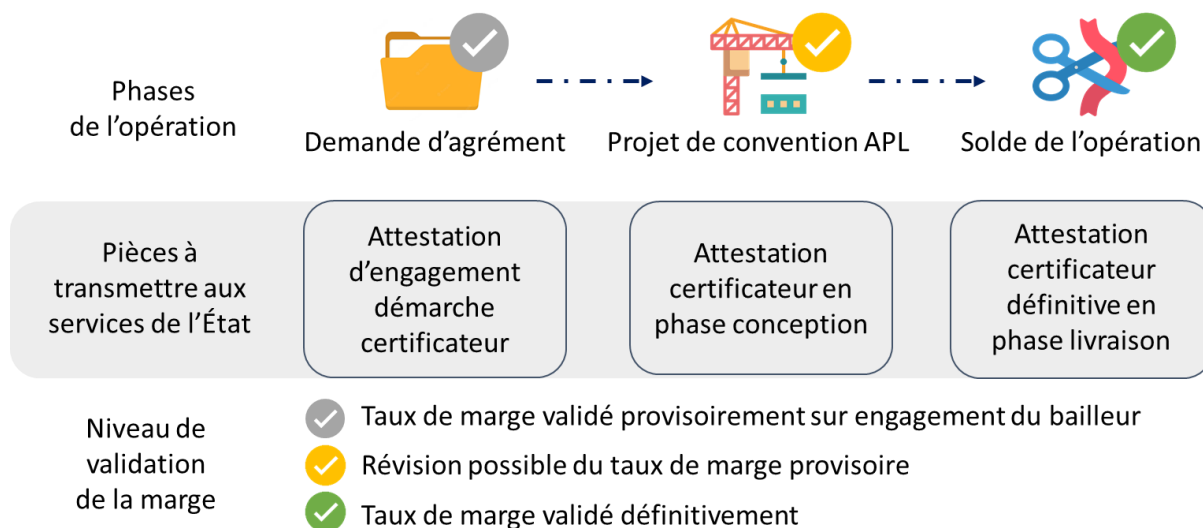 Phases
de l’opération
Demande d’agrément
Projet de convention APL
Solde de l’opération
Pièces à
transmettre aux
services de l’État
Attestation
d’engagement
démarche
certificateur
Attestation
certificateur en
phase conception
Attestation
certificateur
définitive en
phase livraison
Niveau de
validation
de la marge
Taux de marge validé provisoirement sur engagement du bailleur
Révision possible du taux de marge provisoire
Taux de marge validé définitivement